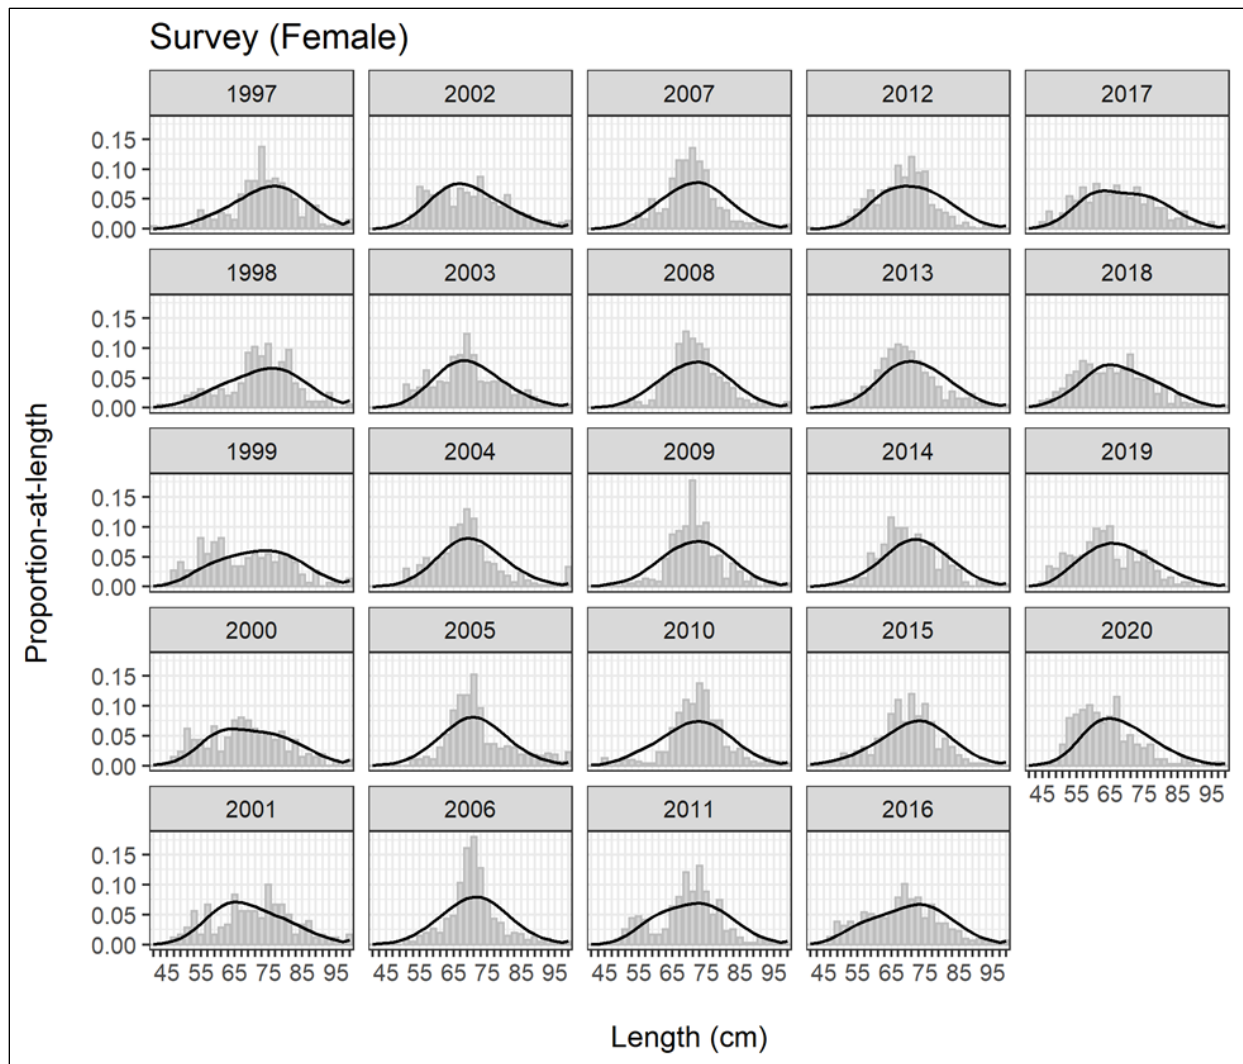 Survey (Female)
1997 2002 2007 2012 2017
0.15
0.10
0.05
0.00
1998 2003 2008 2013 2018
0.15
0.10
0.05
0.00
1999 2004 2009 2014 2019
0.15
0.10
0.05
0.00
2000 2005 2010 2015 2020
0.15
0.10
0.05
0.00
45 55 65 75 85 95
2001 2006 2011 2016
0.15
0.10
0.05
0.00
45 55 65 75 85 95 45 55 65 75 85 95 45 55 65 75 85 95 45 55 65 75 85 95
Proportion-at-length
Length (cm)